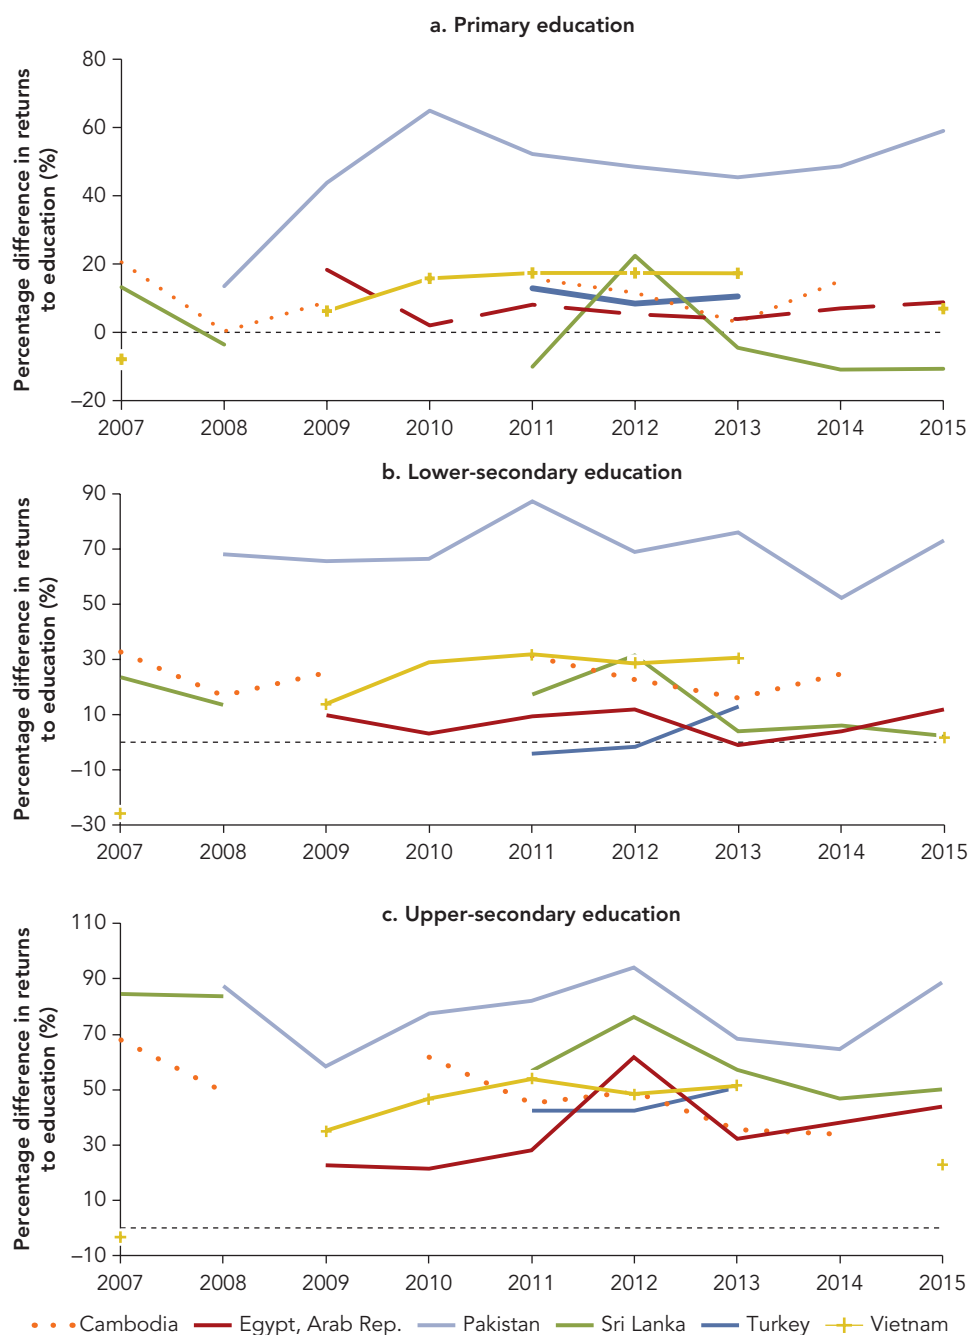 a. Primary education
Percentage difference in returns
to education (%)
80
60
40
20
0
–20
2007 2008 2009 2010 2011 2012 2013 2014 2015
b. Lower-secondary education
Percentage difference in returns
to education (%)
90
70
50
30
10
–10
–30
2007 2008 2009 2010 2011 2012 2013 2014 2015
c. Upper-secondary education
Percentage difference in returns
to education (%)
110
90
70
50
30
10
–10
2007 2008 2009 2010 2011 2012 2013 2014 2015
Cambodia Egypt, Arab Rep. Pakistan Sri Lanka Turkey Vietnam